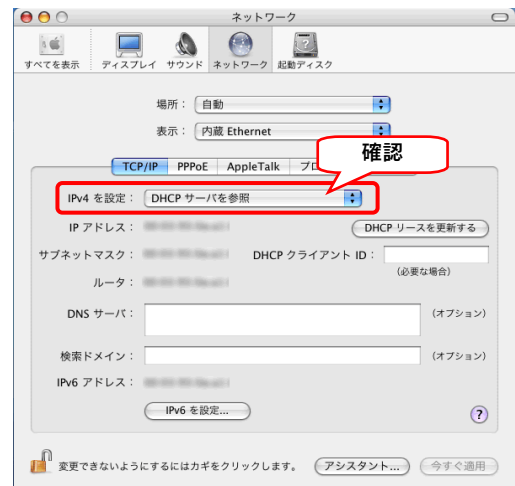 ネットワーク
すべてを表示 ディスプレイ サウンド ネットワーク 起動ディスク
場所： 自動
表示： 内蔵 Ethernet
確認
TCP/IP PPPoE AppleTalk プロ
IPv4 を設定： DHCP サーバを参照
IP アドレス： DHCP リースを更新する
サブネットマスク： DHCP クライアント ID：
(必要な場合)
ルータ：
DNS サーバ： (オプション)
検索ドメイン： (オプション)
IPv6 アドレス：
IPv6 を設定...
?
変更できないようにするにはカギをクリックします。 アシスタント... 今すぐ適用